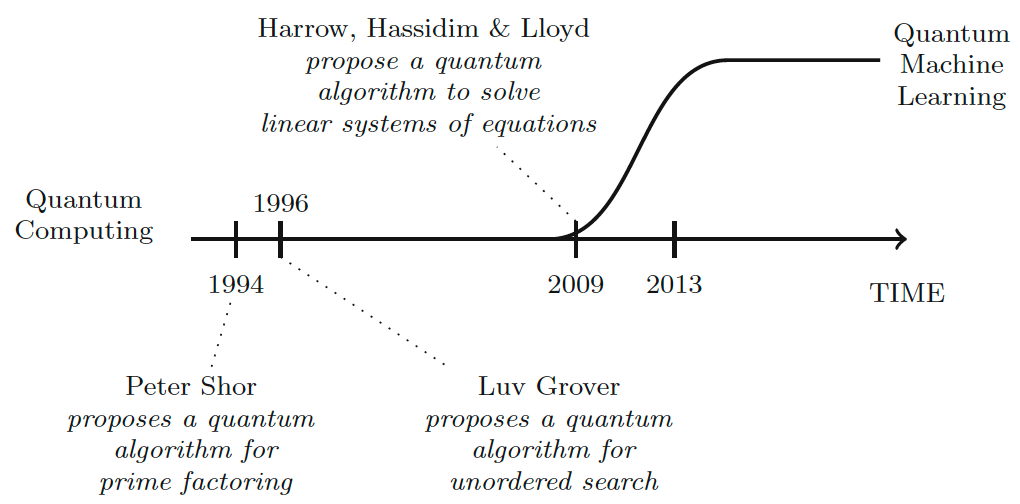 Harrow, Hassidim & Lloyd
propose a quantum
algorithm to solve
linear systems of equations
Quantum
Machine
Learning
Quantum
Computing
1996
1994
2009
2013
TIME
Peter Shor
proposes a quantum
algorithm for
prime factoring
Luv Grover
proposes a quantum
algorithm for
unordered search